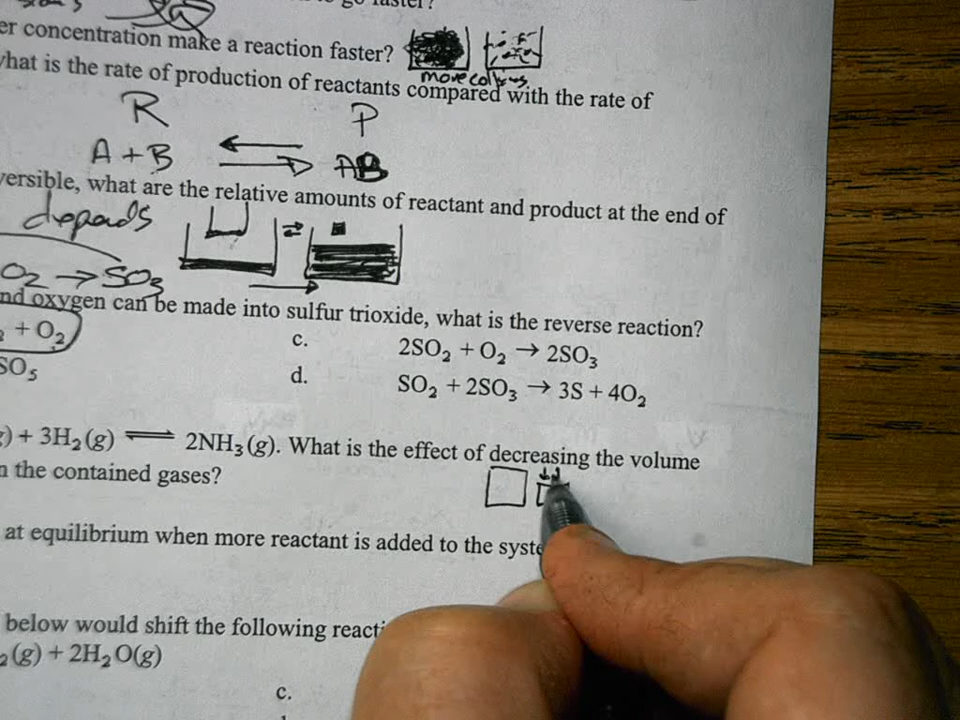 er concentration make a reaction faster?
more
what is the rate of production of reactants compared with the rate of
R P
A + B AB
versible, what are the relative amounts of reactant and product at the end of
depends
O₂ → SO₃
nd oxygen can be made into sulfur trioxide, what is the reverse reaction?
+ O₂
c. 2SO₂ + O₂ → 2SO₃
SO₅
d. SO₂ + 2SO₃ → 3S + 4O₂
g) + 3H₂(g) ⇌ 2NH₃(g). What is the effect of decreasing the volume
n the contained gases?
at equilibrium when more reactant is added to the syste
below would shift the following reacti
₂(g) + 2H₂O(g)
c.